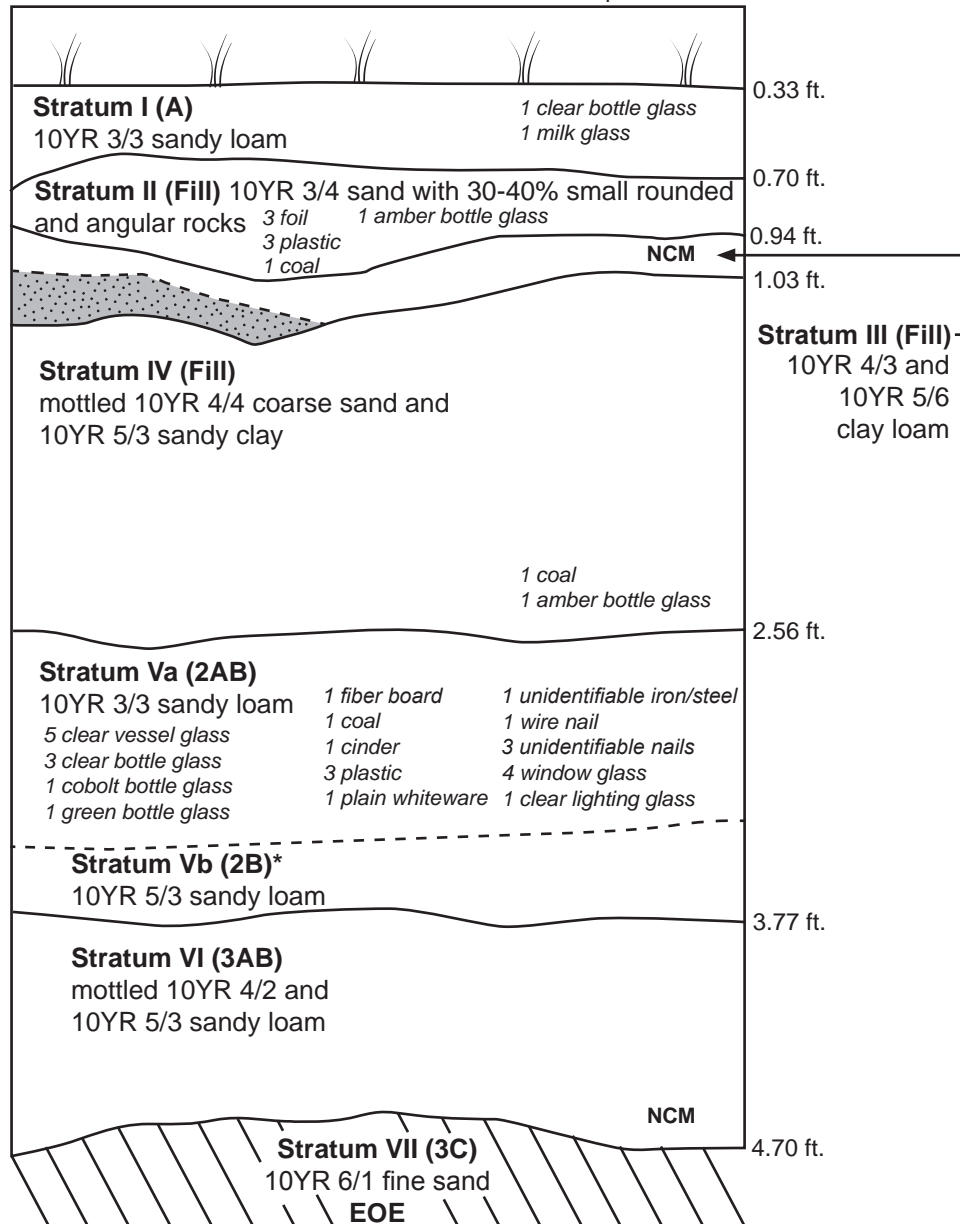 0.33 ft.
Stratum I (A)
10YR 3/3 sandy loam
1 clear bottle glass
1 milk glass
0.70 ft.
Stratum II (Fill) 10YR 3/4 sand with 30-40% small rounded
and angular rocks
3 foil
3 plastic
1 coal
1 amber bottle glass
0.94 ft.
NCM
1.03 ft.
Stratum III (Fill)
10YR 4/3 and
10YR 5/6
clay loam
Stratum IV (Fill)
mottled 10YR 4/4 coarse sand and
10YR 5/3 sandy clay
1 coal
1 amber bottle glass
2.56 ft.
Stratum Va (2AB)
10YR 3/3 sandy loam
5 clear vessel glass
3 clear bottle glass
1 cobolt bottle glass
1 green bottle glass
1 fiber board
1 coal
1 cinder
3 plastic
1 plain whiteware
1 unidentifiable iron/steel
1 wire nail
3 unidentifiable nails
4 window glass
1 clear lighting glass
Stratum Vb (2B)*
10YR 5/3 sandy loam
3.77 ft.
Stratum VI (3AB)
mottled 10YR 4/2 and
10YR 5/3 sandy loam
NCM
4.70 ft.
Stratum VII (3C)
10YR 6/1 fine sand
EOE